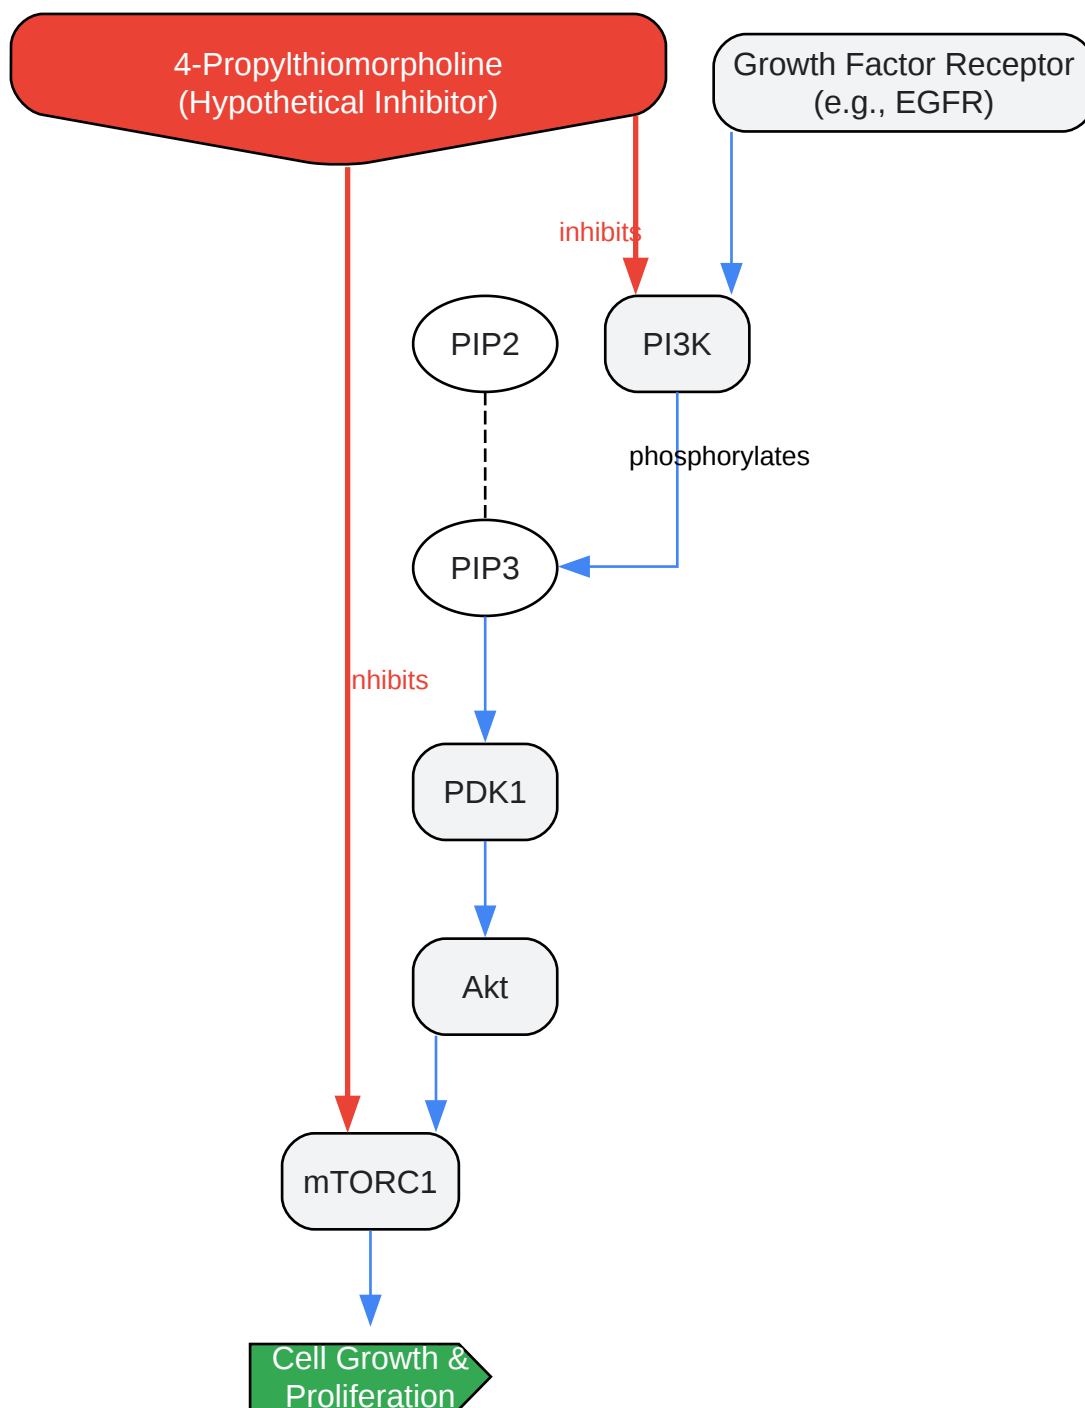 4-Propylthiomorpholine
(Hypothetical Inhibitor)
Growth Factor Receptor
(e.g., EGFR)
inhibits
PIP2
PI3K
phosphorylates
PIP3
nhibits
PDK1
Akt
mTORC1
Cell Growth &
Proliferation